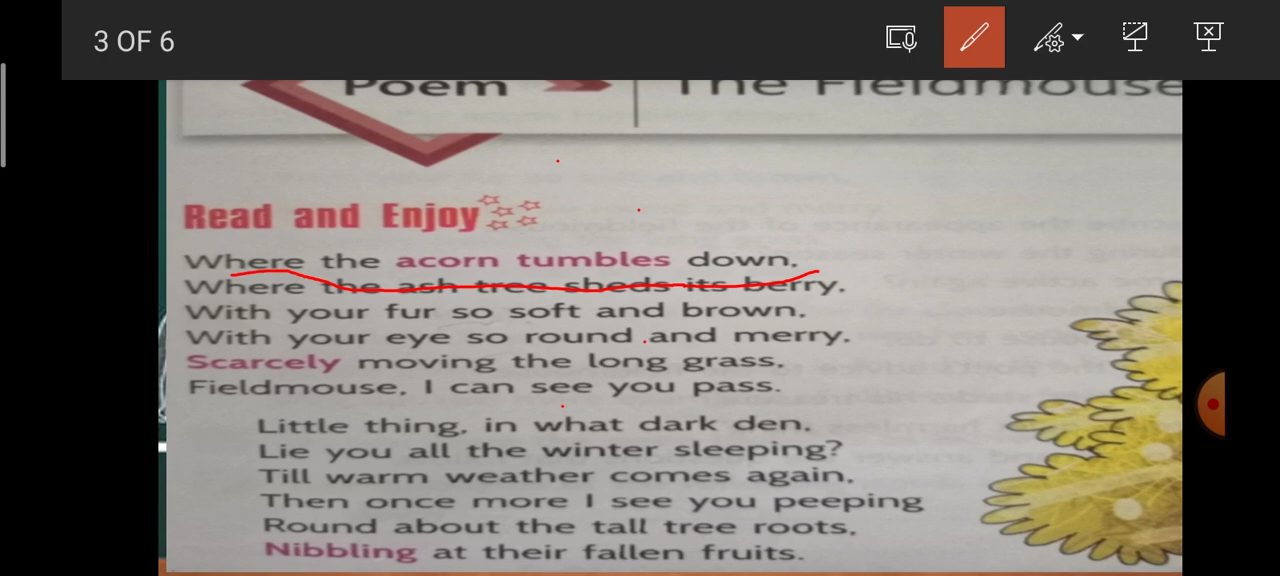 3 OF 6
Poem
The Fieldmouse
Read and Enjoy
Where the acorn tumbles down,
Where the ash tree sheds its berry,
With your fur so soft and brown,
With your eye so round and merry,
Scarcely moving the long grass,
Fieldmouse, I can see you pass.
Little thing, in what dark den,
Lie you all the winter sleeping?
Till warm weather comes again,
Then once more I see you peeping
Round about the tall tree roots,
Nibbling at their fallen fruits.